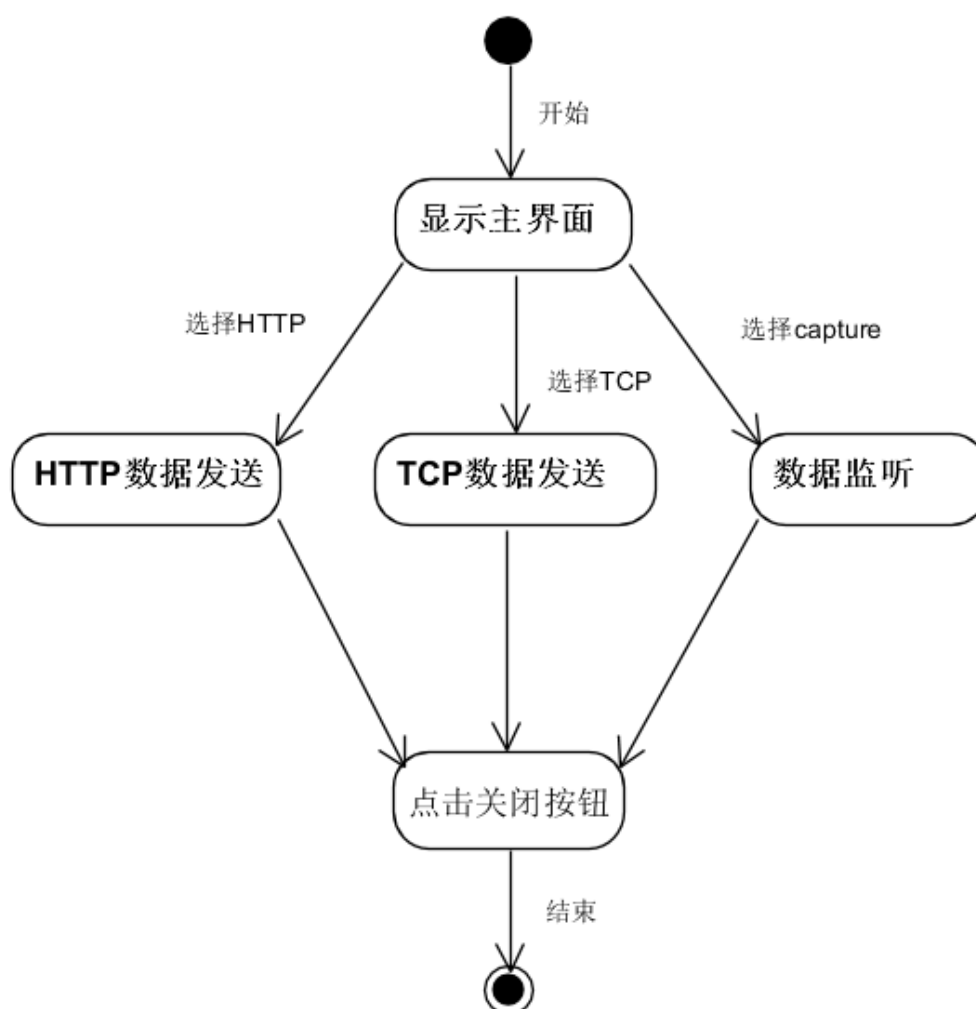 开始
显示主界面
选择HTTP
选择capture
选择TCP
HTTP数据发送
TCP数据发送
数据监听
点击关闭按钮
结束